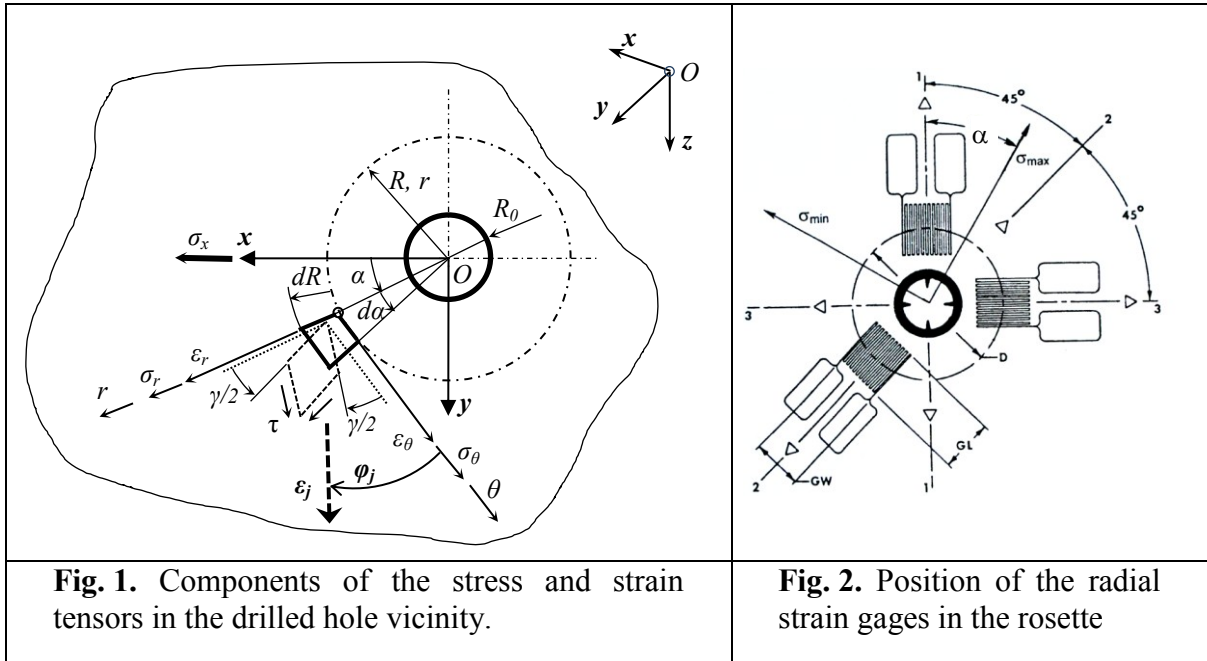 x
O
y
z
R, r
R0
σx
x
dR
α
O
dα
εr
σr
r
γ/2
τ
γ/2
y
εθ
σθ
θ
εj
φj
1
45°
2
α
σmax
σmin
45°
3
3
D
GL
2
GW
1
Fig. 1. Components of the stress and strain
tensors in the drilled hole vicinity.
Fig. 2. Position of the radial
strain gages in the rosette